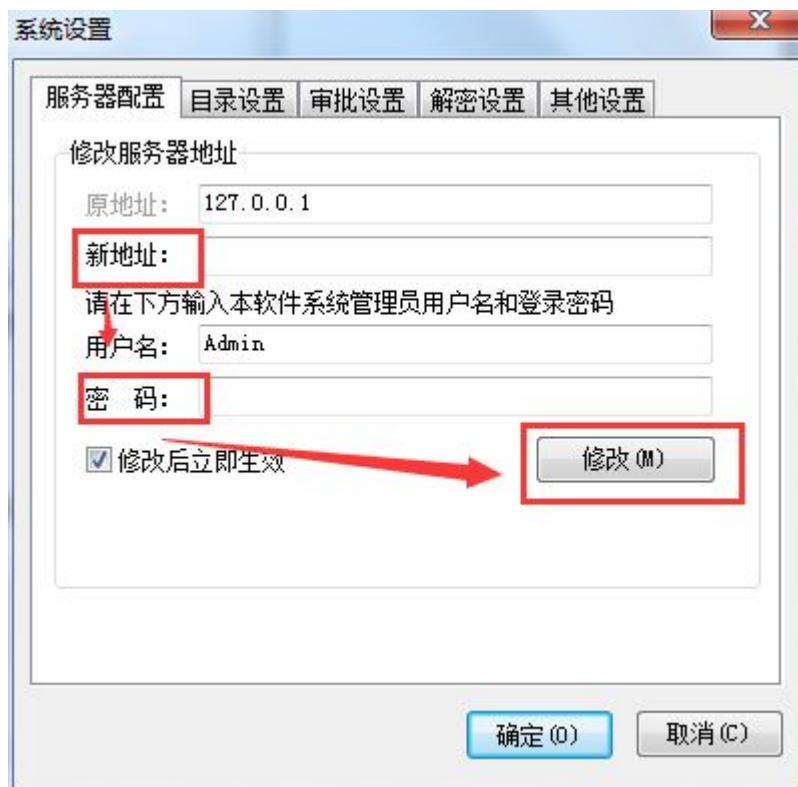 系统设置
服务器配置 目录设置 审批设置 解密设置 其他设置
修改服务器地址
原地址： 127.0.0.1
新地址：
请在下方输入本软件系统管理员用户名和登录密码
用户名： Admin
密 码：
修改后立即生效 修改(M)
确定(O) 取消(C)